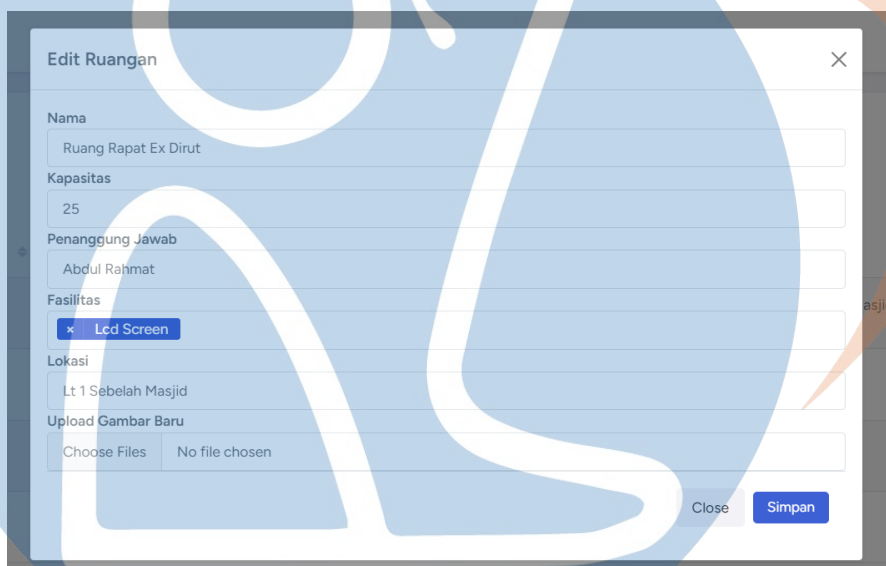 Edit Ruangan
Nama
Ruang Rapat Ex Dirut
Kapasitas
25
Penanggung Jawab
Abdul Rahmat
Fasilitas
× Lcd Screen
Lokasi
Lt 1 Sebelah Masjid
Upload Gambar Baru
Choose Files No file chosen
Close Simpan